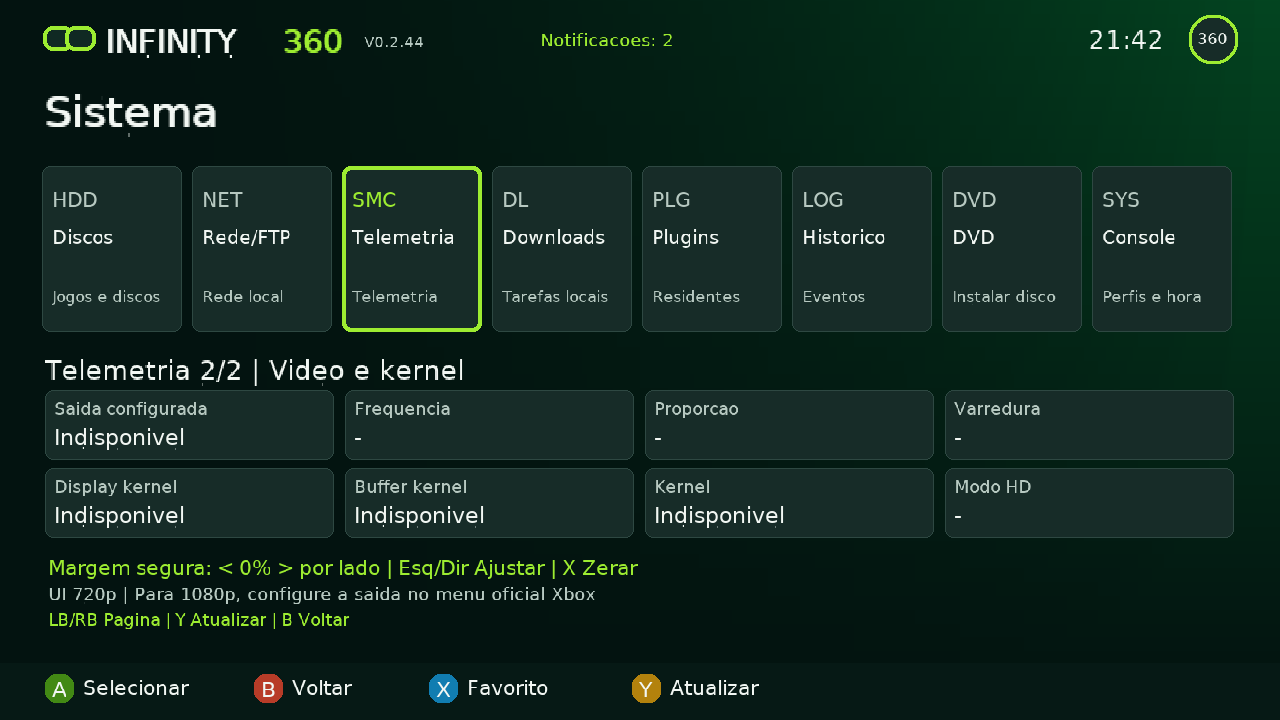 INFINITY 360 V0.2.44 Notificacoes: 2 21:42 360
Sistema
HDD NET SMC DL PLG LOG DVD SYS
Discos Rede/FTP Telemetria Downloads Plugins Historico DVD Console
Jogos e discos Rede local Telemetria Tarefas locais Residentes Eventos Instalar disco Perfis e hora
Telemetria 2/2 | Video e kernel
Saida configurada Frequencia Proporcao Varredura
Indisponivel - - -
Display kernel Buffer kernel Kernel Modo HD
Indisponivel Indisponivel Indisponivel -
Margem segura: < 0% > por lado | Esq/Dir Ajustar | X Zerar
UI 720p | Para 1080p, configure a saida no menu oficial Xbox
LB/RB Pagina | Y Atualizar | B Voltar
A Selecionar B Voltar X Favorito Y Atualizar